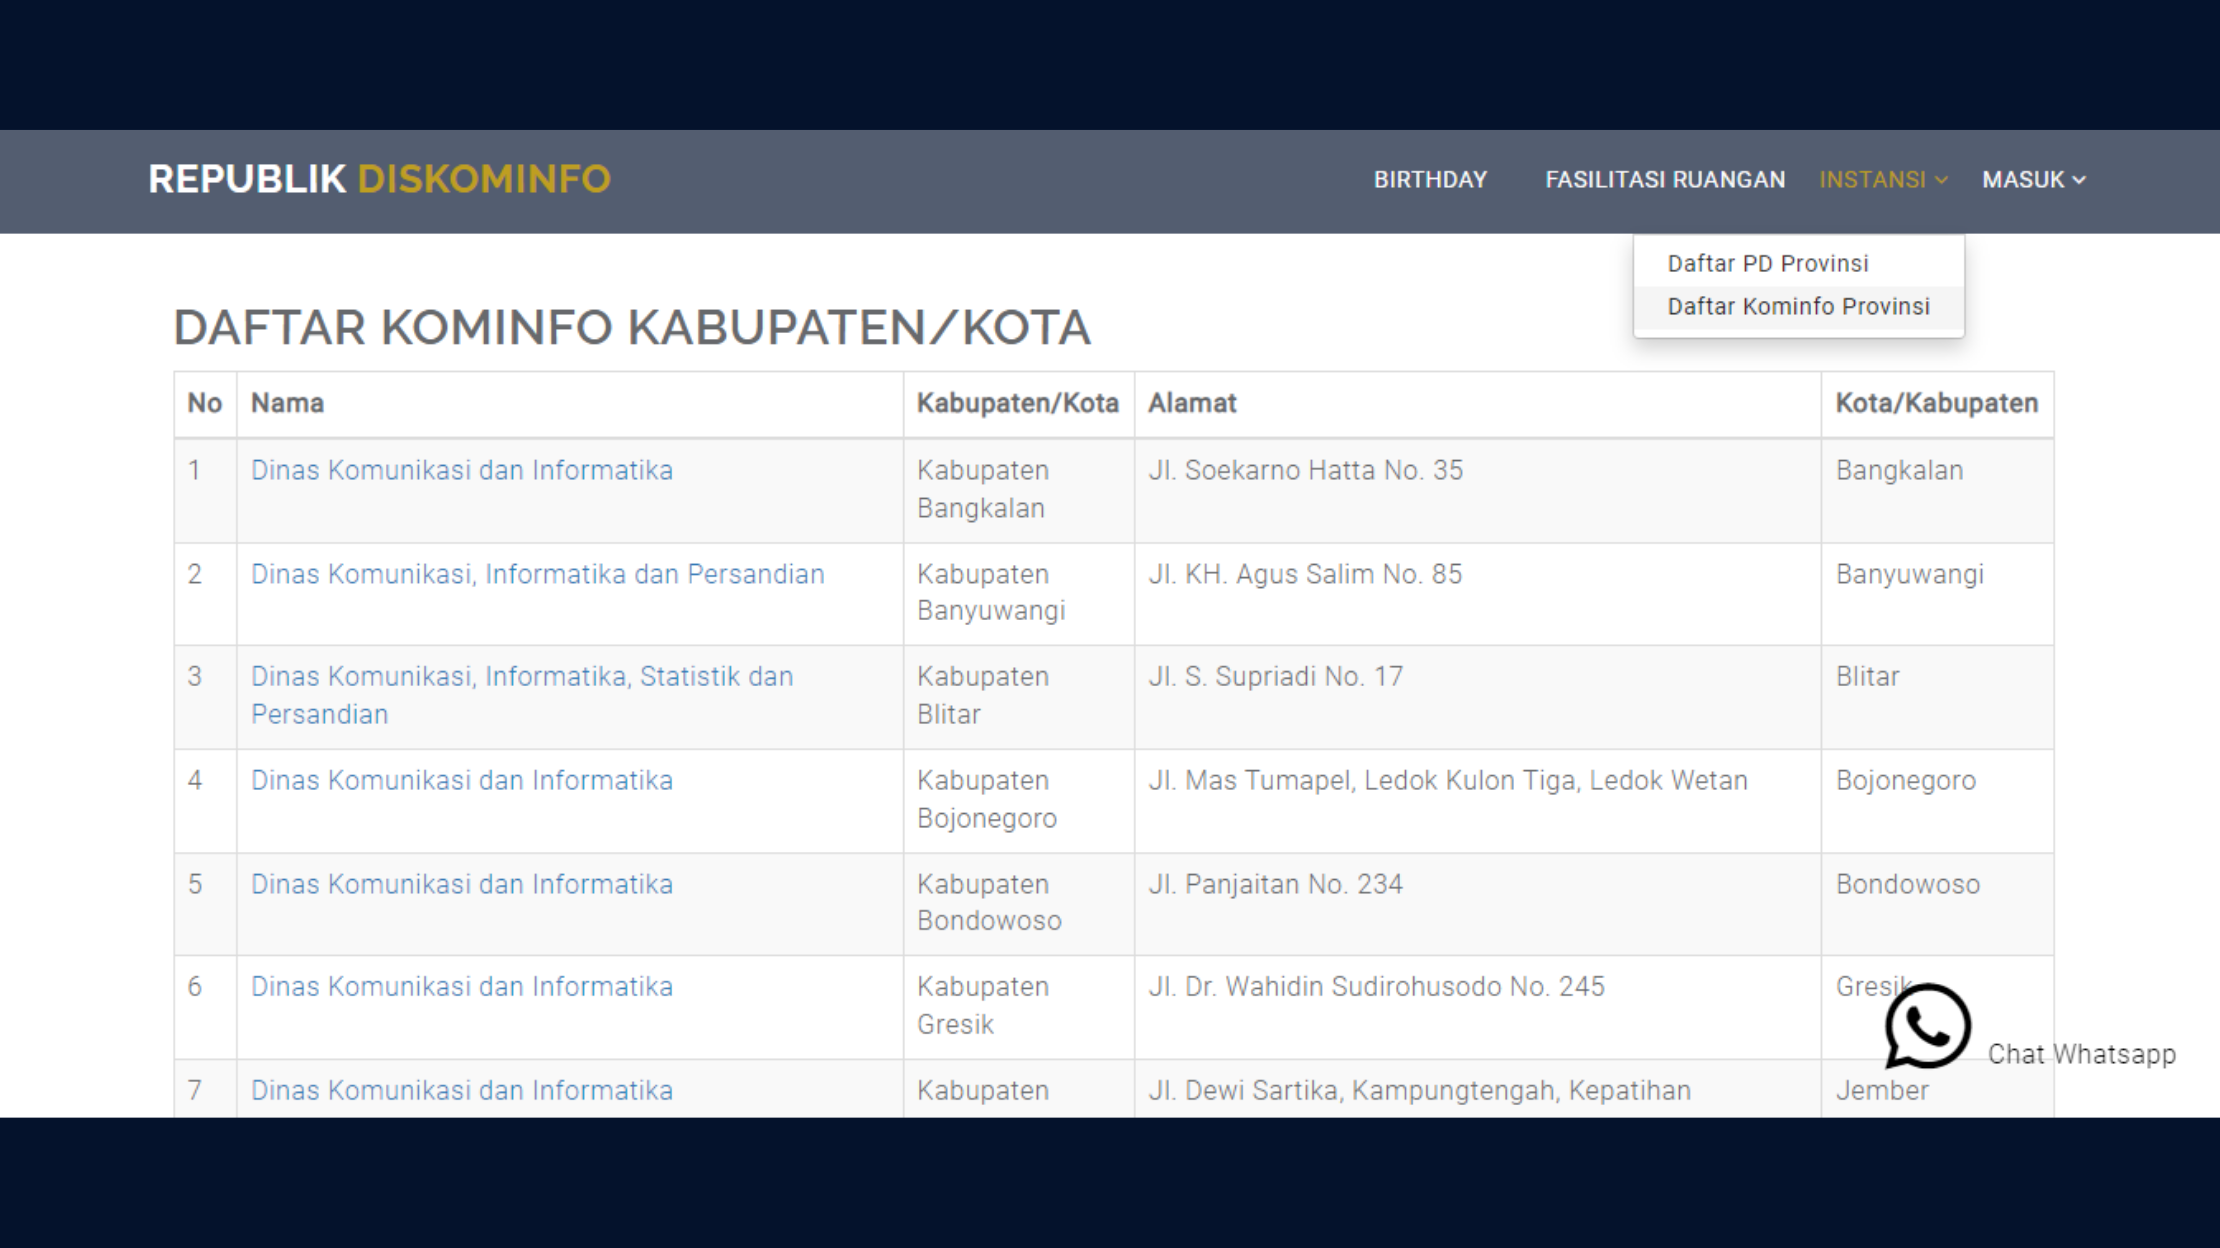 REPUBLIK DISKOMINFO
BIRTHDAY FASILITASI RUANGAN INSTANSI MASUK
Daftar PD Provinsi
Daftar Kominfo Provinsi
DAFTAR KOMINFO KABUPATEN/KOTA
No Nama Kabupaten/Kota Alamat Kota/Kabupaten
1 Dinas Komunikasi dan Informatika Kabupaten Jl. Soekarno Hatta No. 35 Bangkalan
Bangkalan
2 Dinas Komunikasi, Informatika dan Persandian Kabupaten Jl. KH. Agus Salim No. 85 Banyuwangi
Banyuwangi
3 Dinas Komunikasi, Informatika, Statistik dan Kabupaten Jl. S. Supriadi No. 17 Blitar
Persandian Blitar
4 Dinas Komunikasi dan Informatika Kabupaten Jl. Mas Tumapel, Ledok Kulon Tiga, Ledok Wetan Bojonegoro
Bojonegoro
5 Dinas Komunikasi dan Informatika Kabupaten Jl. Panjaitan No. 234 Bondowoso
Bondowoso
6 Dinas Komunikasi dan Informatika Kabupaten Jl. Dr. Wahidin Sudirohusodo No. 245 Gresik
Gresik
Chat Whatsapp
7 Dinas Komunikasi dan Informatika Kabupaten Jl. Dewi Sartika, Kampungtengah, Kepatihan Jember